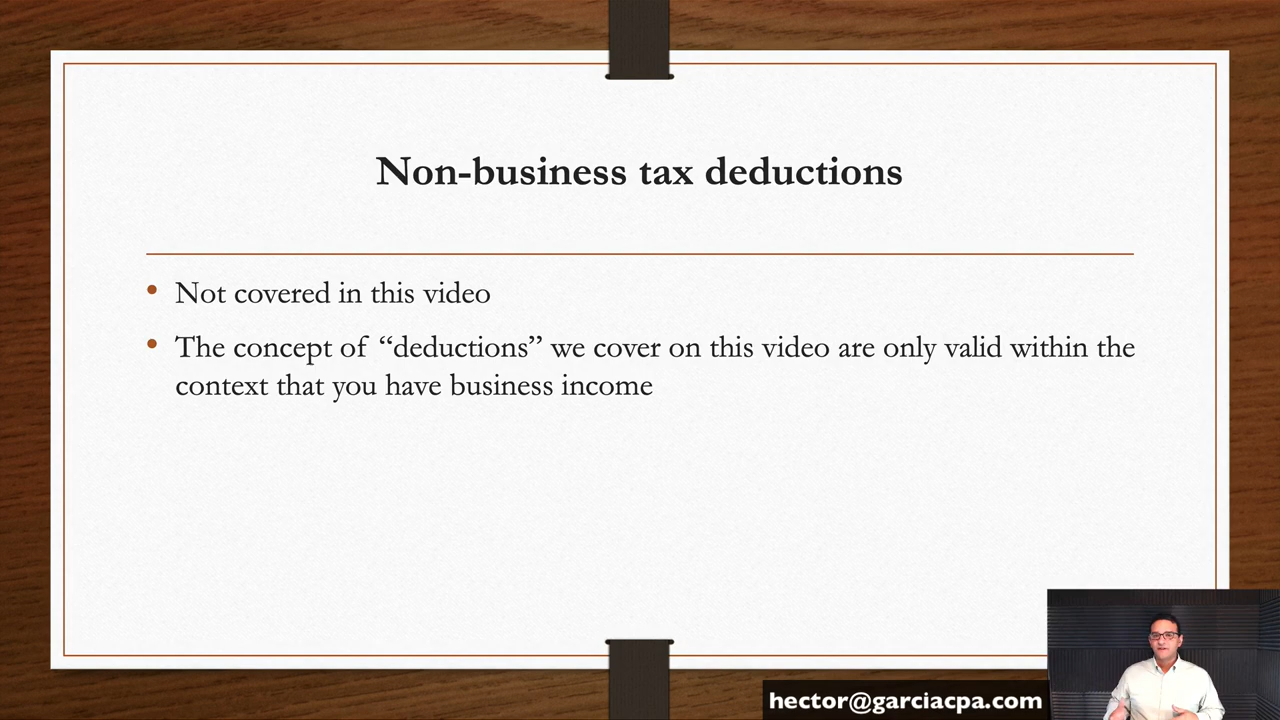 Non-business tax deductions
• Not covered in this video
• The concept of “deductions” we cover on this video are only valid within the
context that you have business income
hector@garciacpa.com